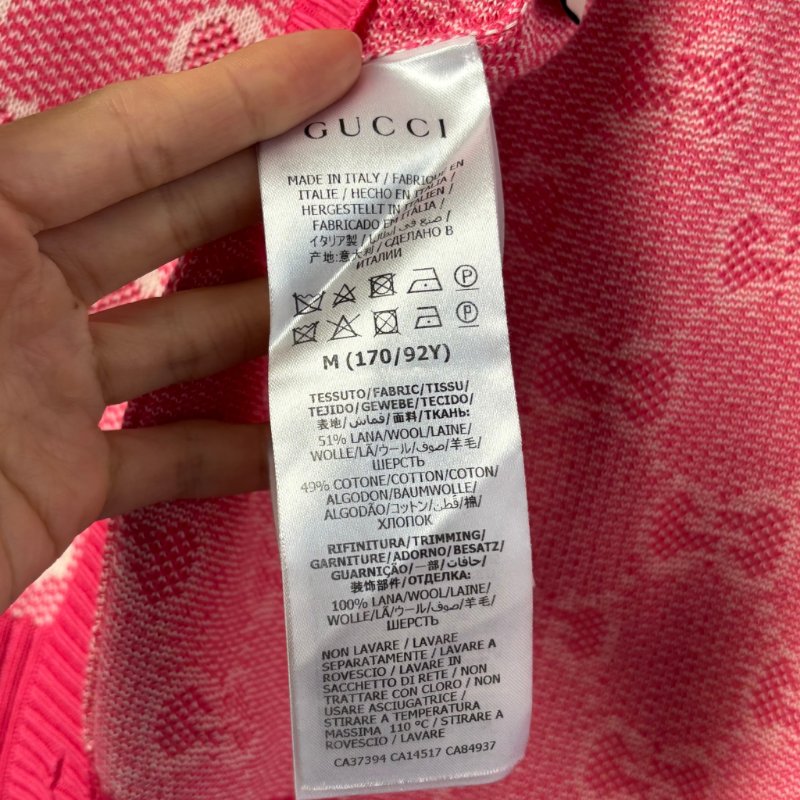 GUCCI
MADE IN ITALY / FABRIQUE EN
ITALIE / HECHO EN ITALIA /
HERGESTELLT IN ITALIEN /
FABRICADO EM ITALIA /
イタリア製 / صنع في إيطاليا /
产地:意大利 / СДЕЛАНО В
ИТАЛИИ
P
P
M (170/92Y)
TESSUTO/FABRIC/TISSU/
TEJIDO/GEWEBE/TECIDO/
表地/قماش/面料/ТКАНЬ:
51% LANA/WOOL/LAINE/
WOLLE/LÃ/ウール/صوف/羊毛/
ШЕРСТЬ
49% COTONE/COTTON/COTON/
ALGODON/BAUMWOLLE/
ALGODÃO/コットン/قطن/棉/
ХЛОПОК
RIFINITURA/TRIMMING/
GARNITURE/ADORNO/BESATZ/
GUARNIÇÃO/一部/حافات/
装饰部件/ОТДЕЛКА:
100% LANA/WOOL/LAINE/
WOLLE/LÃ/ウール/صوف/羊毛/
ШЕРСТЬ
NON LAVARE / LAVARE
SEPARATAMENTE / LAVARE A
ROVESCIO / LAVARE IN
SACCHETTO DI RETE / NON
TRATTARE CON CLORO / NON
USARE ASCIUGATRICE /
STIRARE A TEMPERATURA
MASSIMA 110 °C / STIRARE A
ROVESCIO / LAVARE
CA37394 CA14517 CA84937